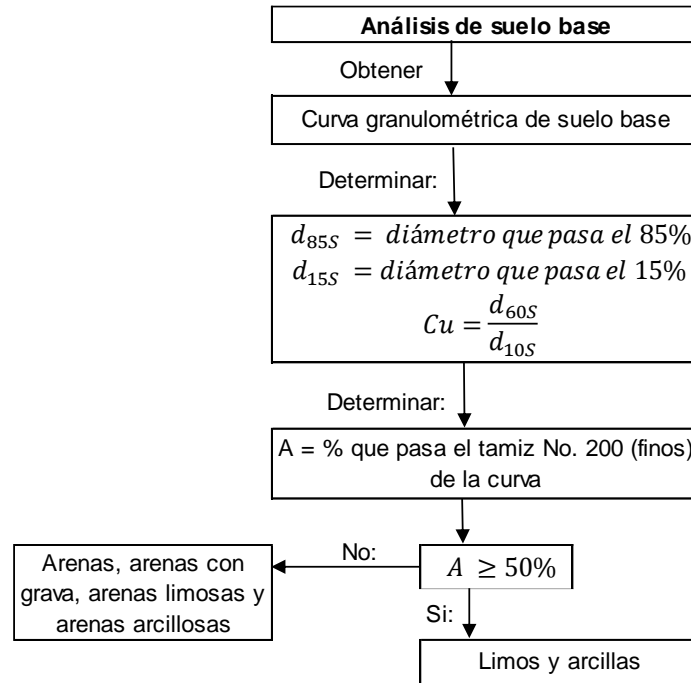 Análisis de suelo base
Obtener
Curva granulométrica de suelo base
Determinar:
d₈₅S = diámetro que pasa el 85%
d₁₅S = diámetro que pasa el 15%
Cu = d₆₀S / d₁₀S
Determinar:
A = % que pasa el tamiz No. 200 (finos)
de la curva
No:
A ≥ 50%
Arenas, arenas con
grava, arenas limosas y
arenas arcillosas
Si:
Limos y arcillas